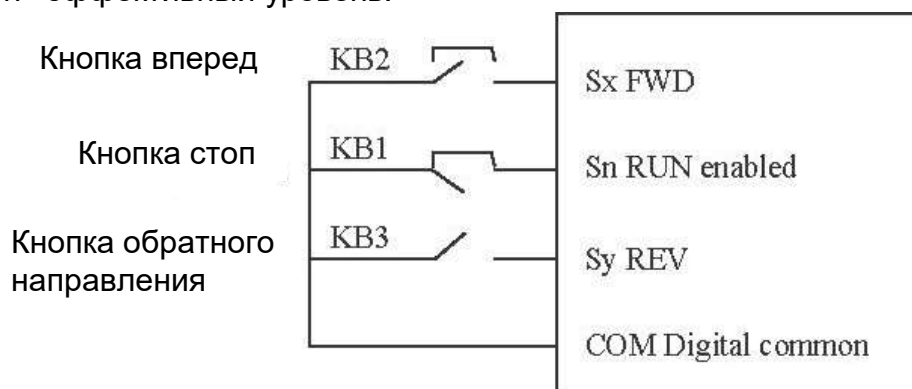 Кнопка вперед
KB2
Sx FWD
Кнопка стоп
KB1
Sn RUN enabled
Кнопка обратного
направления
KB3
Sy REV
COM Digital common